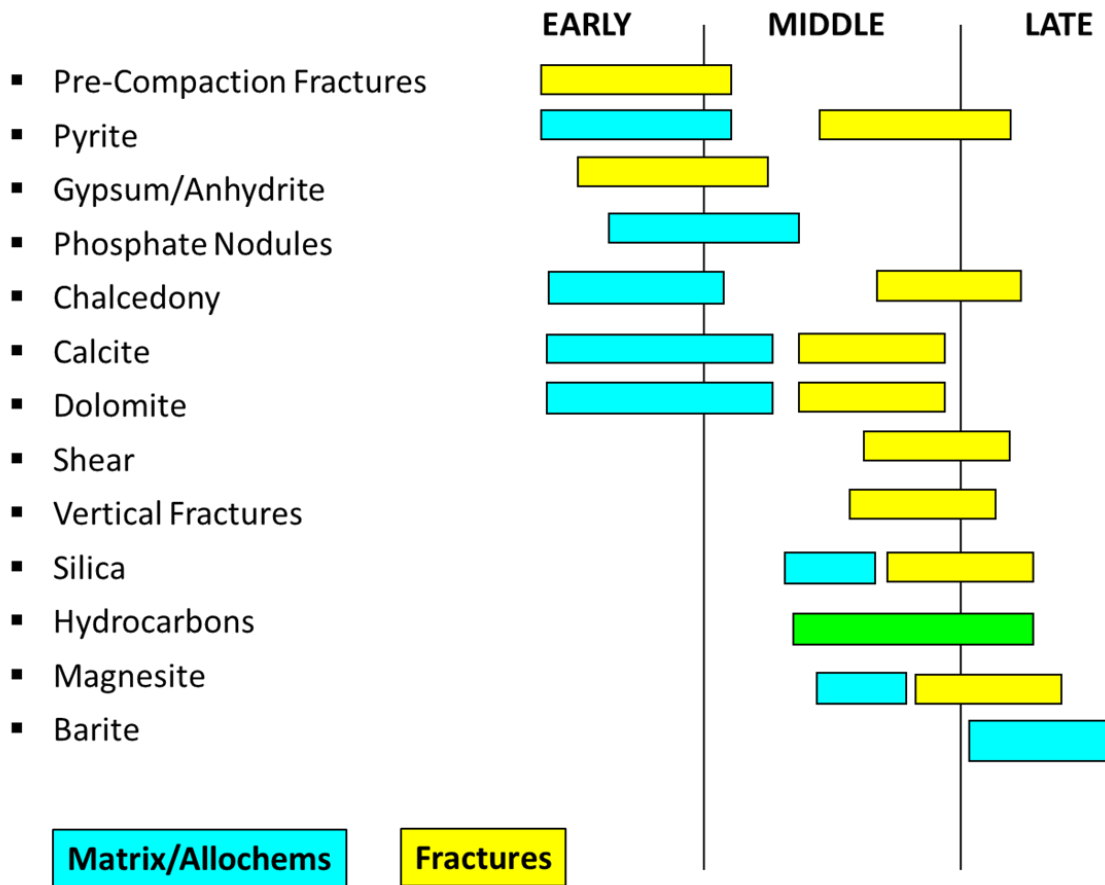 EARLY MIDDLE LATE
▪ Pre-Compaction Fractures
▪ Pyrite
▪ Gypsum/Anhydrite
▪ Phosphate Nodules
▪ Chalcedony
▪ Calcite
▪ Dolomite
▪ Shear
▪ Vertical Fractures
▪ Silica
▪ Hydrocarbons
▪ Magnesite
▪ Barite
Matrix/Allochems Fractures